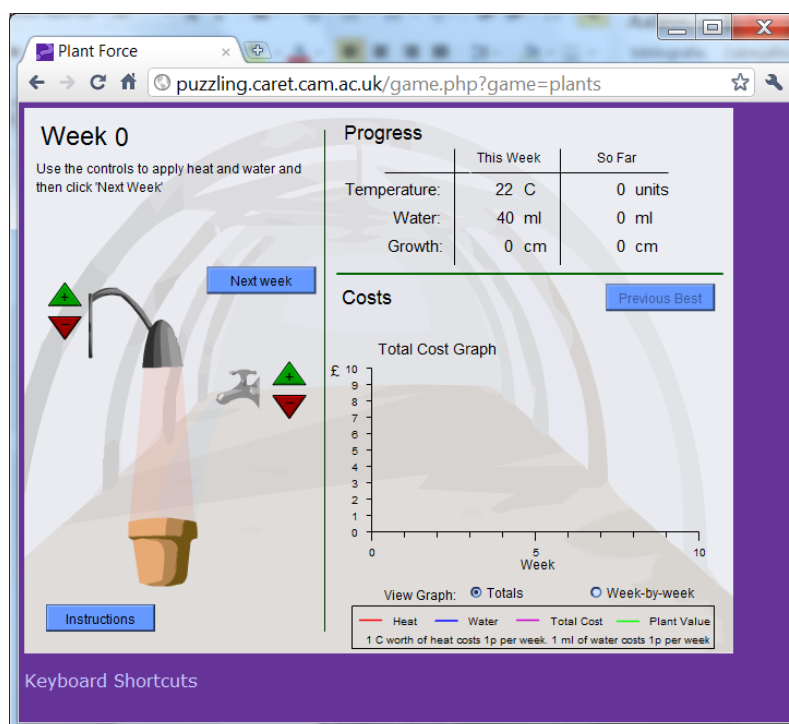 Plant Force
puzzling.caret.cam.ac.uk/game.php?game=plants
Week 0
Use the controls to apply heat and water and
then click 'Next Week'
Next week
Instructions
Progress
This Week So Far
Temperature: 22 C 0 units
Water: 40 ml 0 ml
Growth: 0 cm 0 cm
Costs
Previous Best
Total Cost Graph
£ 10
9
8
7
6
5
4
3
2
1
0
0 5 10
Week
View Graph: Totals Week-by-week
Heat Water Total Cost Plant Value
1 C worth of heat costs 1p per week. 1 ml of water costs 1p per week
Keyboard Shortcuts